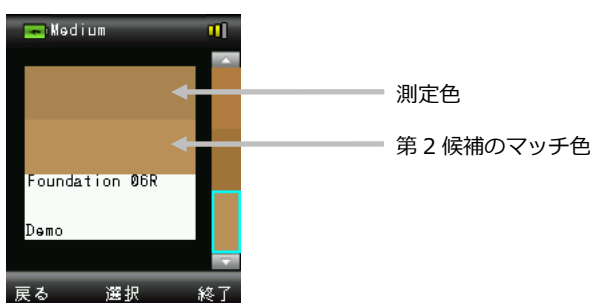 Medium
測定色
第 2 候補のマッチ色
Foundation 06R
Demo
戻る 選択 終了